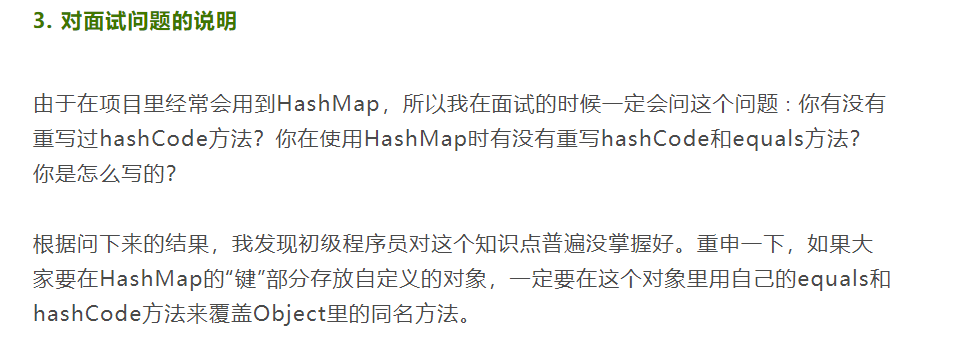 3. 对面试问题的说明
由于在项目里经常会用到HashMap，所以我在面试的时候一定会问这个问题：你有没有
重写过hashCode方法？你在使用HashMap时有没有重写hashCode和equals方法？
你是怎么写的？
根据问下来的结果，我发现初级程序员对这个知识点普遍没掌握好。重申一下，如果大
家要在HashMap的“键”部分存放自定义的对象，一定要在这个对象里用自己的equals和
hashCode方法来覆盖Object里的同名方法。